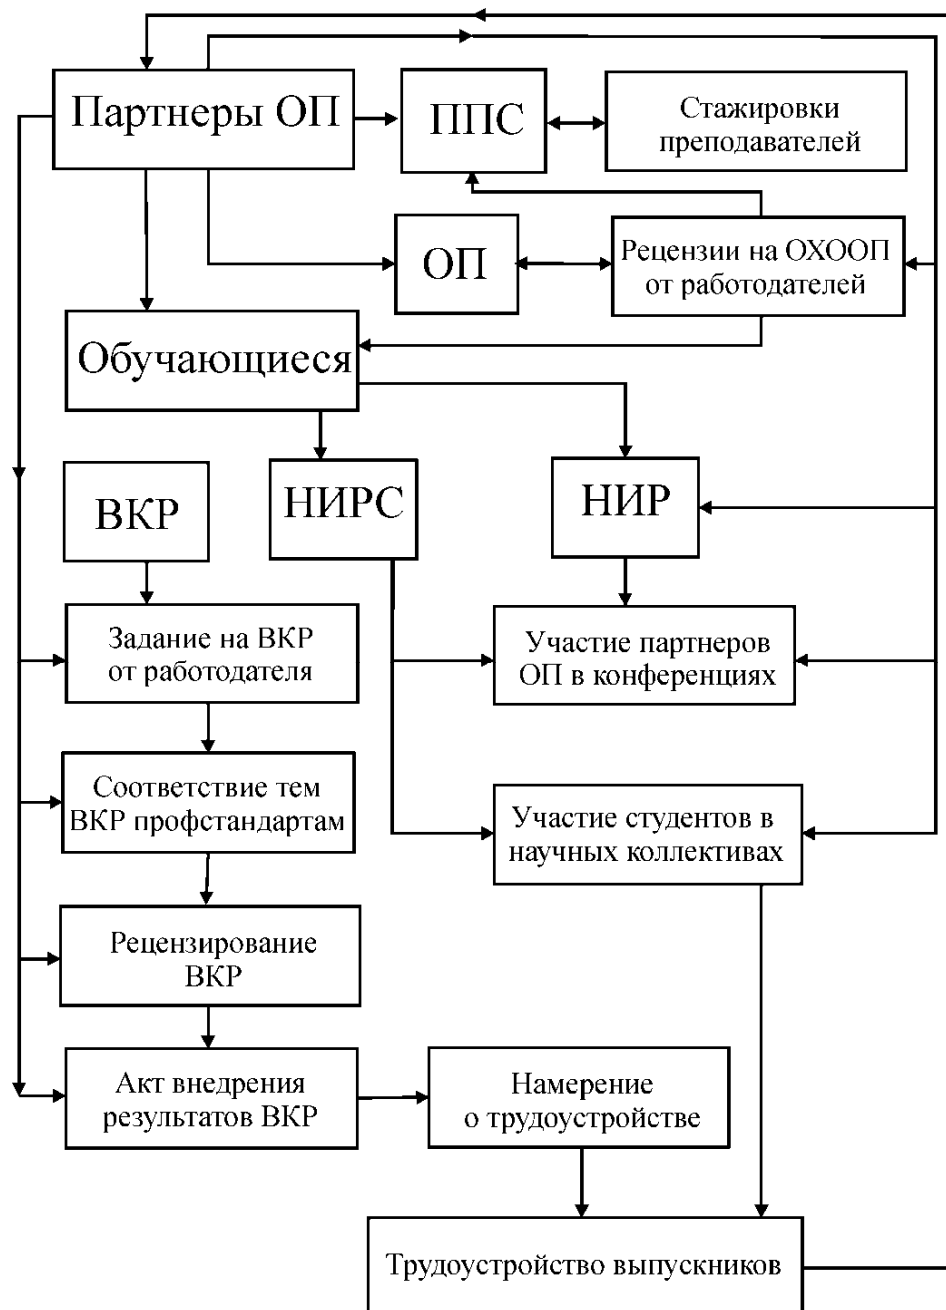 Партнеры ОП
ППС
Стажировки
преподавателей
ОП
Рецензии на ОХООП
от работодателей
Обучающиеся
ВКР
НИРС
НИР
Задание на ВКР
от работодателя
Участие партнеров
ОП в конференциях
Соответствие тем
ВКР профстандартам
Участие студентов в
научных коллективах
Рецензирование
ВКР
Акт внедрения
результатов ВКР
Намерение
о трудоустройстве
Трудоустройство выпускников